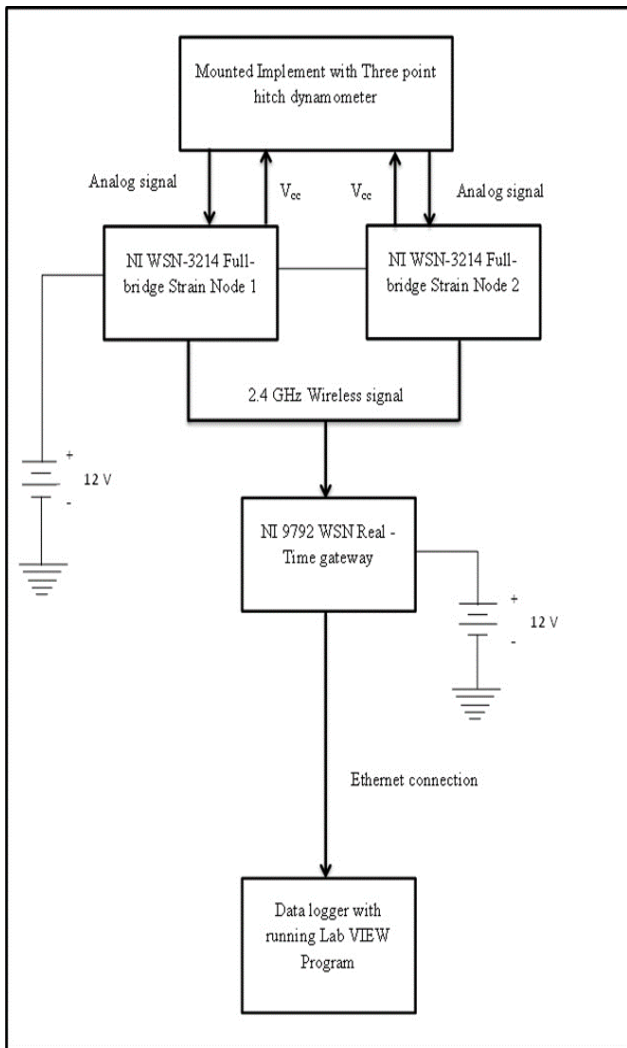 Mounted Implement with Three point
hitch dynamometer
Analog signal
Vcc
Vcc
Analog signal
NI WSN-3214 Full-
bridge Strain Node 1
NI WSN-3214 Full-
bridge Strain Node 2
2.4 GHz Wireless signal
+
12 V
-
NI 9792 WSN Real -
Time gateway
+
12 V
-
Ethernet connection
Data logger with
running Lab VIEW
Program